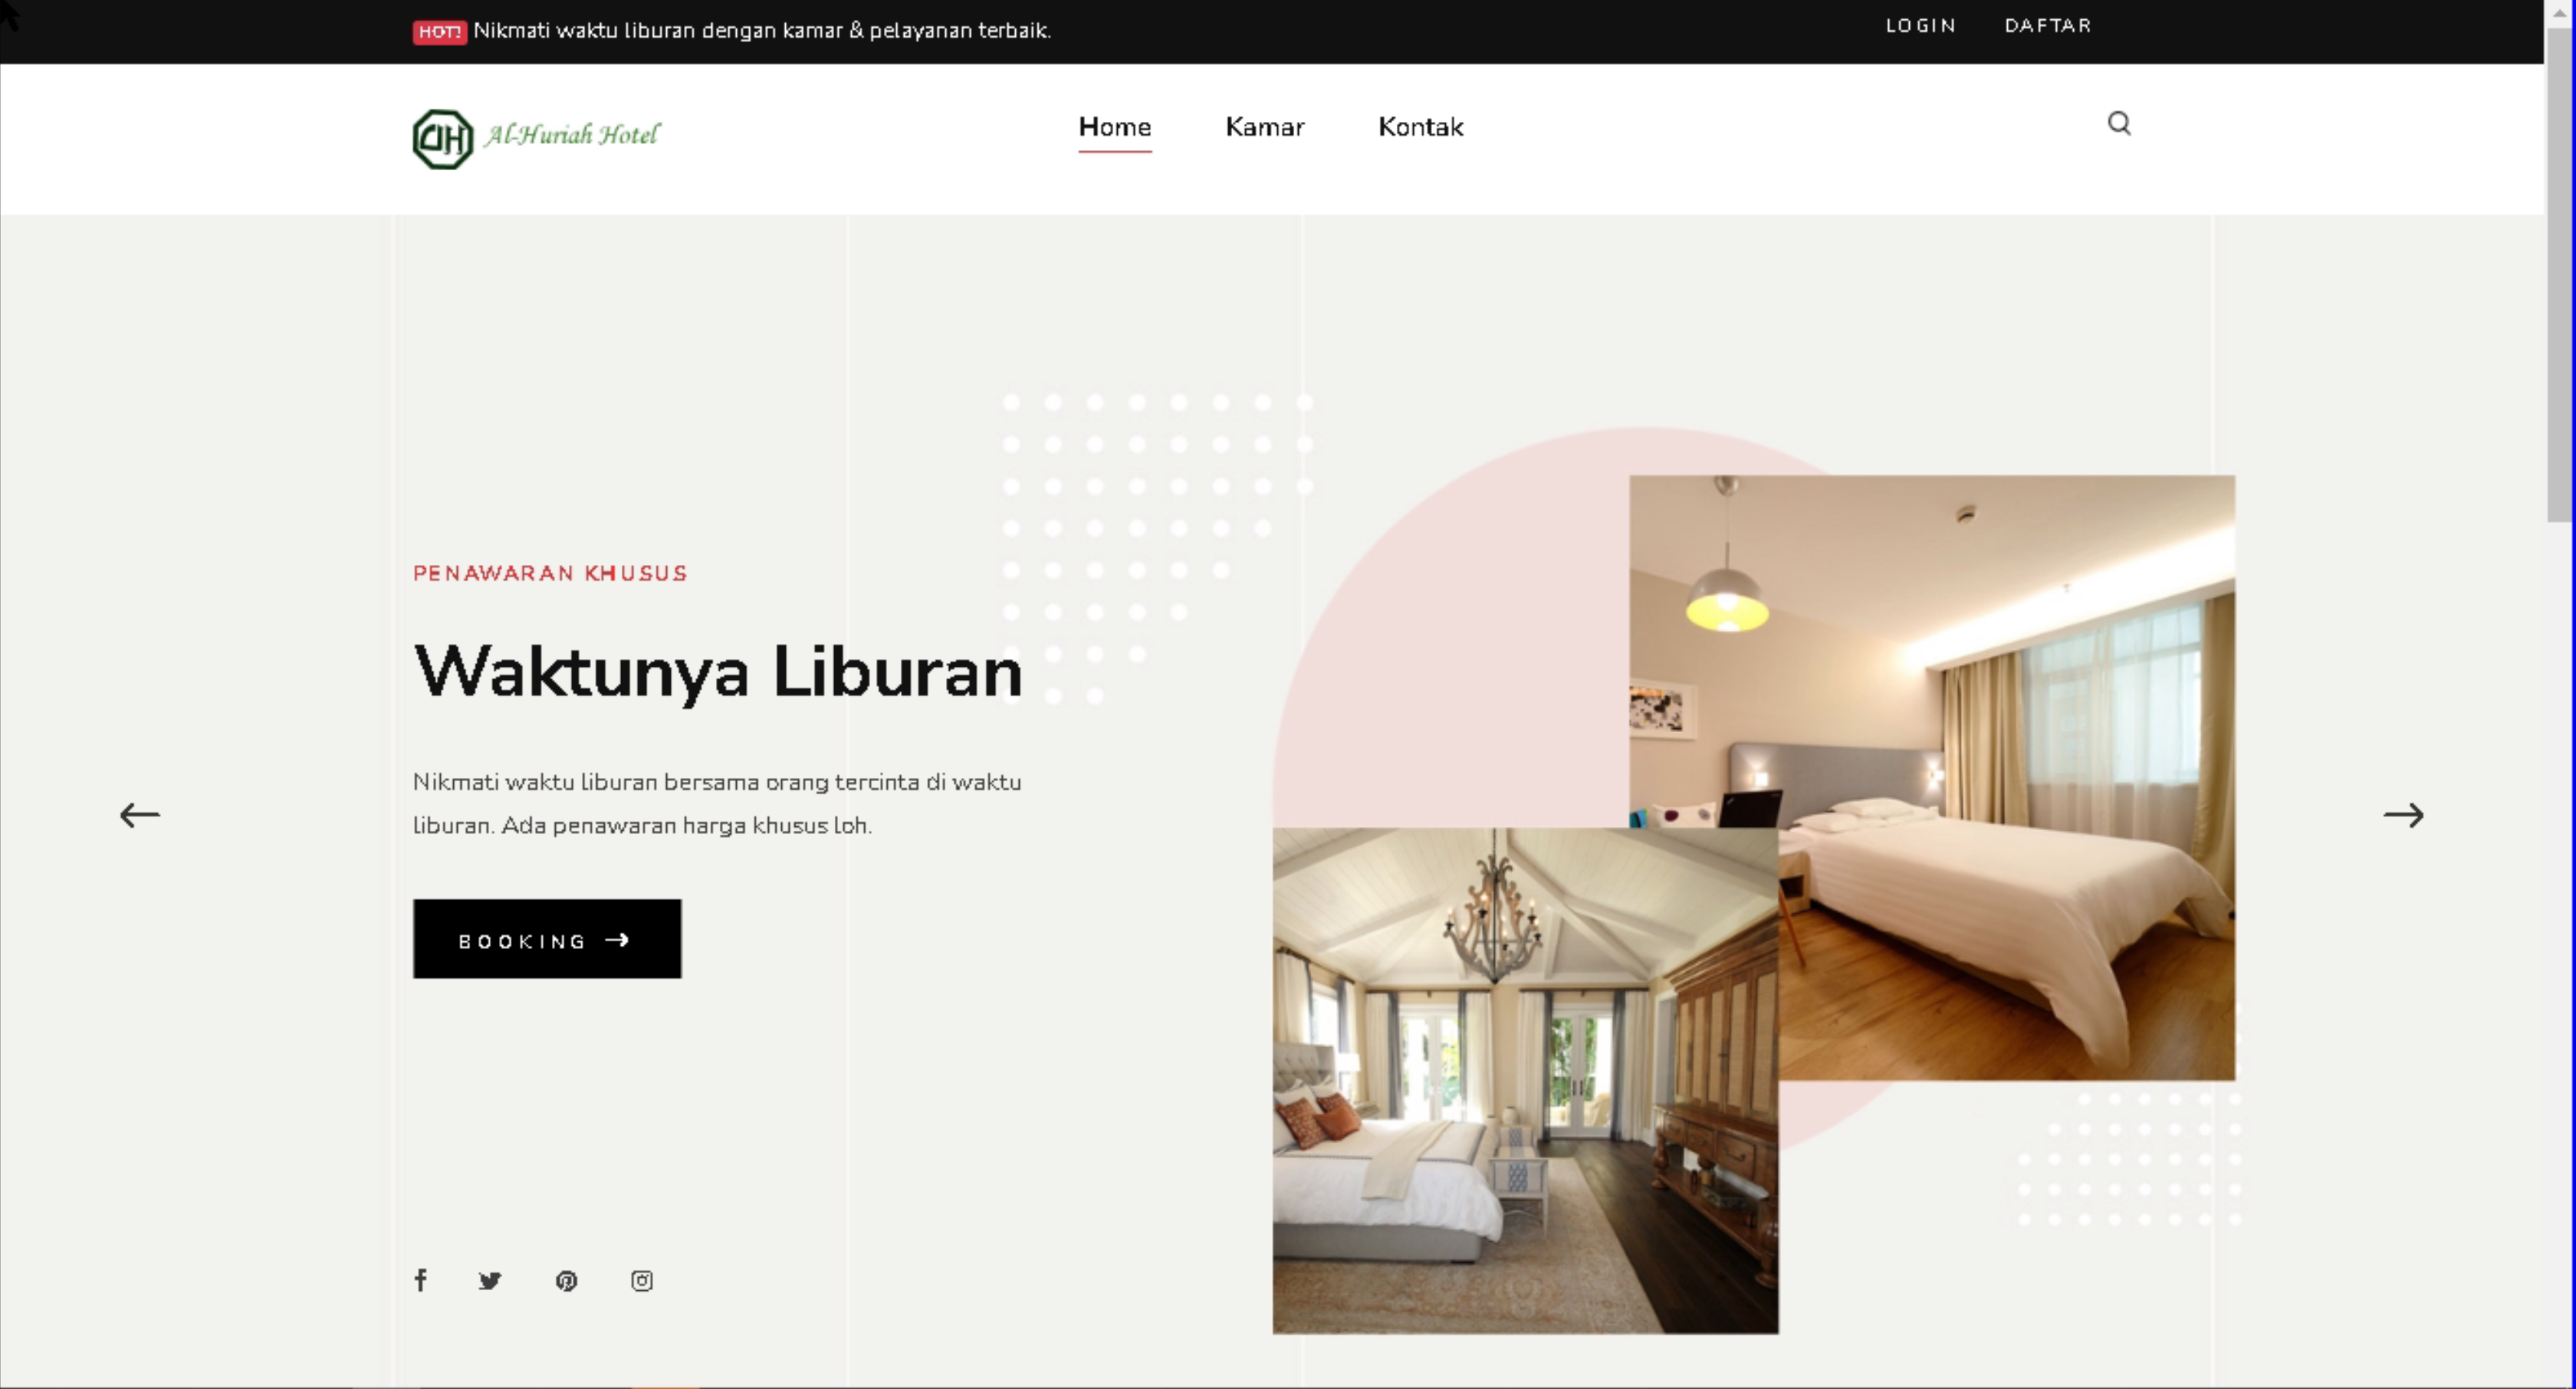 HOT! Nikmati waktu liburan dengan kamar & pelayanan terbaik.
LOGIN DAFTAR
Al-Huriah Hotel
Home Kamar Kontak
PENAWARAN KHUSUS
Waktunya Liburan
Nikmati waktu liburan bersama orang tercinta di waktu
liburan. Ada penawaran harga khusus loh.
BOOKING →